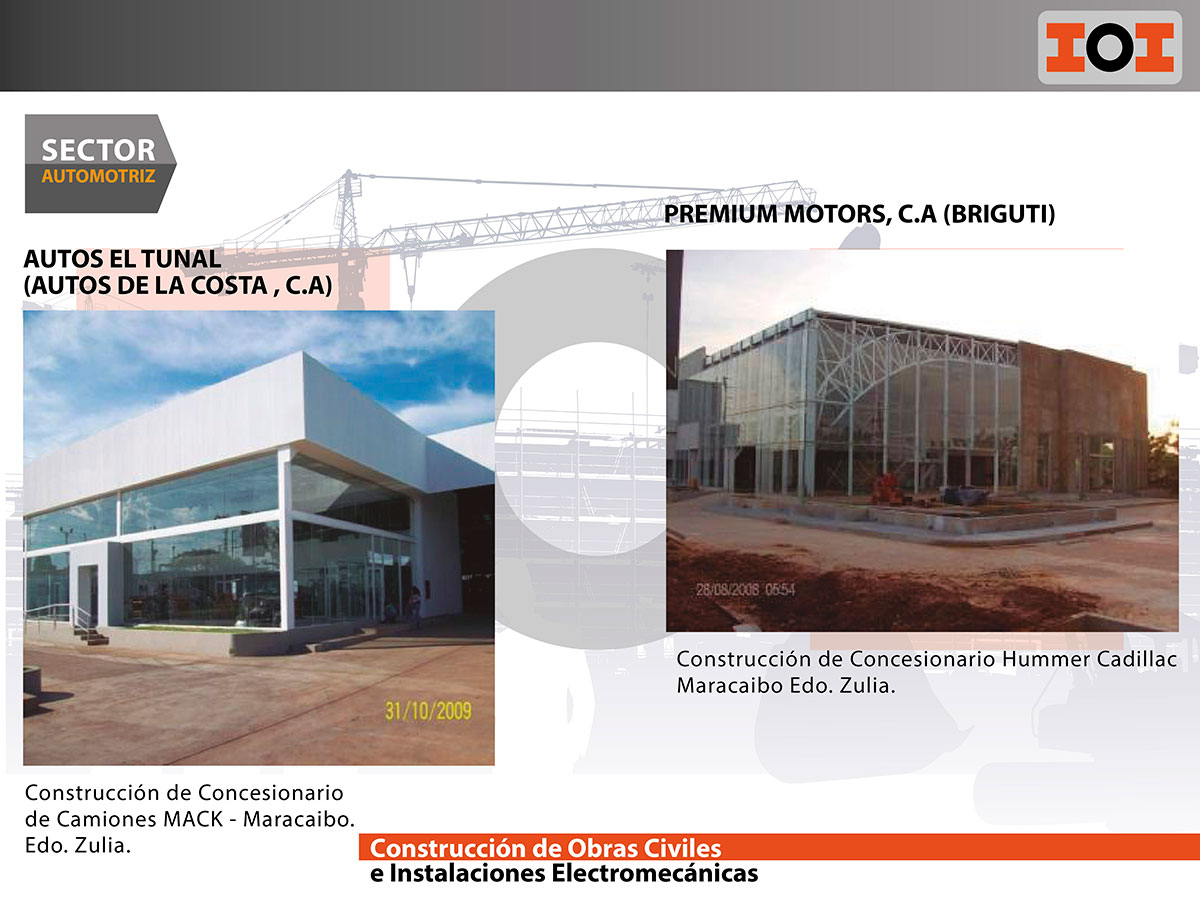 IOI
SECTOR
AUTOMOTRIZ
AUTOS EL TUNAL
(AUTOS DE LA COSTA , C.A)
31/10/2009
Construcción de Concesionario
de Camiones MACK - Maracaibo.
Edo. Zulia.
PREMIUM MOTORS, C.A (BRIGUTI)
28/08/2008 05:54
Construcción de Concesionario Hummer Cadillac
Maracaibo Edo. Zulia.
Construcción de Obras Civiles
e Instalaciones Electromecánicas